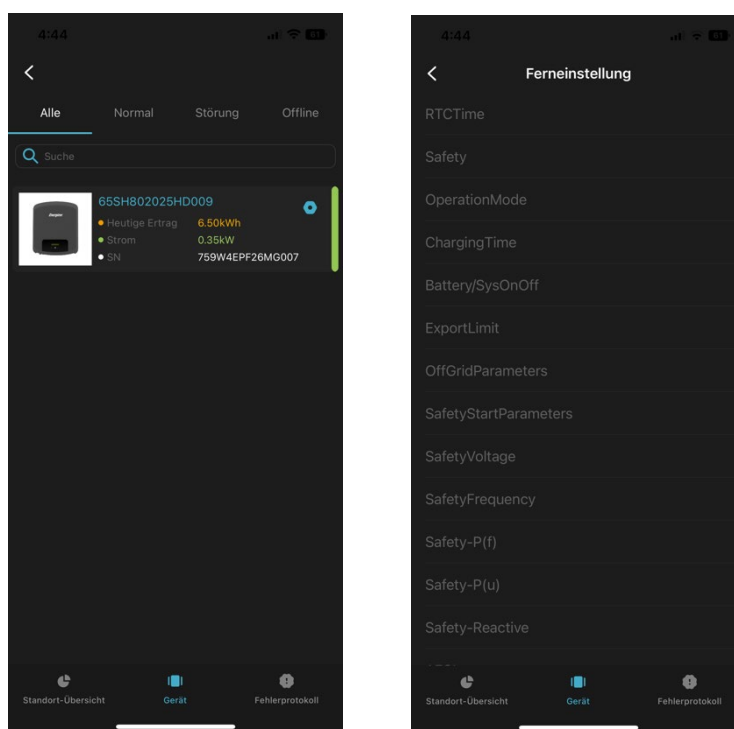 4:44
61
Alle Normal Störung Offline
Suche
65SH802025HD009
Heutige Ertrag 6.50kWh
Strom 0.35kW
SN 759W4EPF26MG007
Standort-Übersicht Gerät Fehlerprotokoll
4:44
61
Ferneinstellung
RTCTime
Safety
OperationMode
ChargingTime
Battery/SysOnOff
ExportLimit
OffGridParameters
SafetyStartParameters
SafetyVoltage
SafetyFrequency
Safety-P(f)
Safety-P(u)
Safety-Reactive
Standort-Übersicht Gerät Fehlerprotokoll